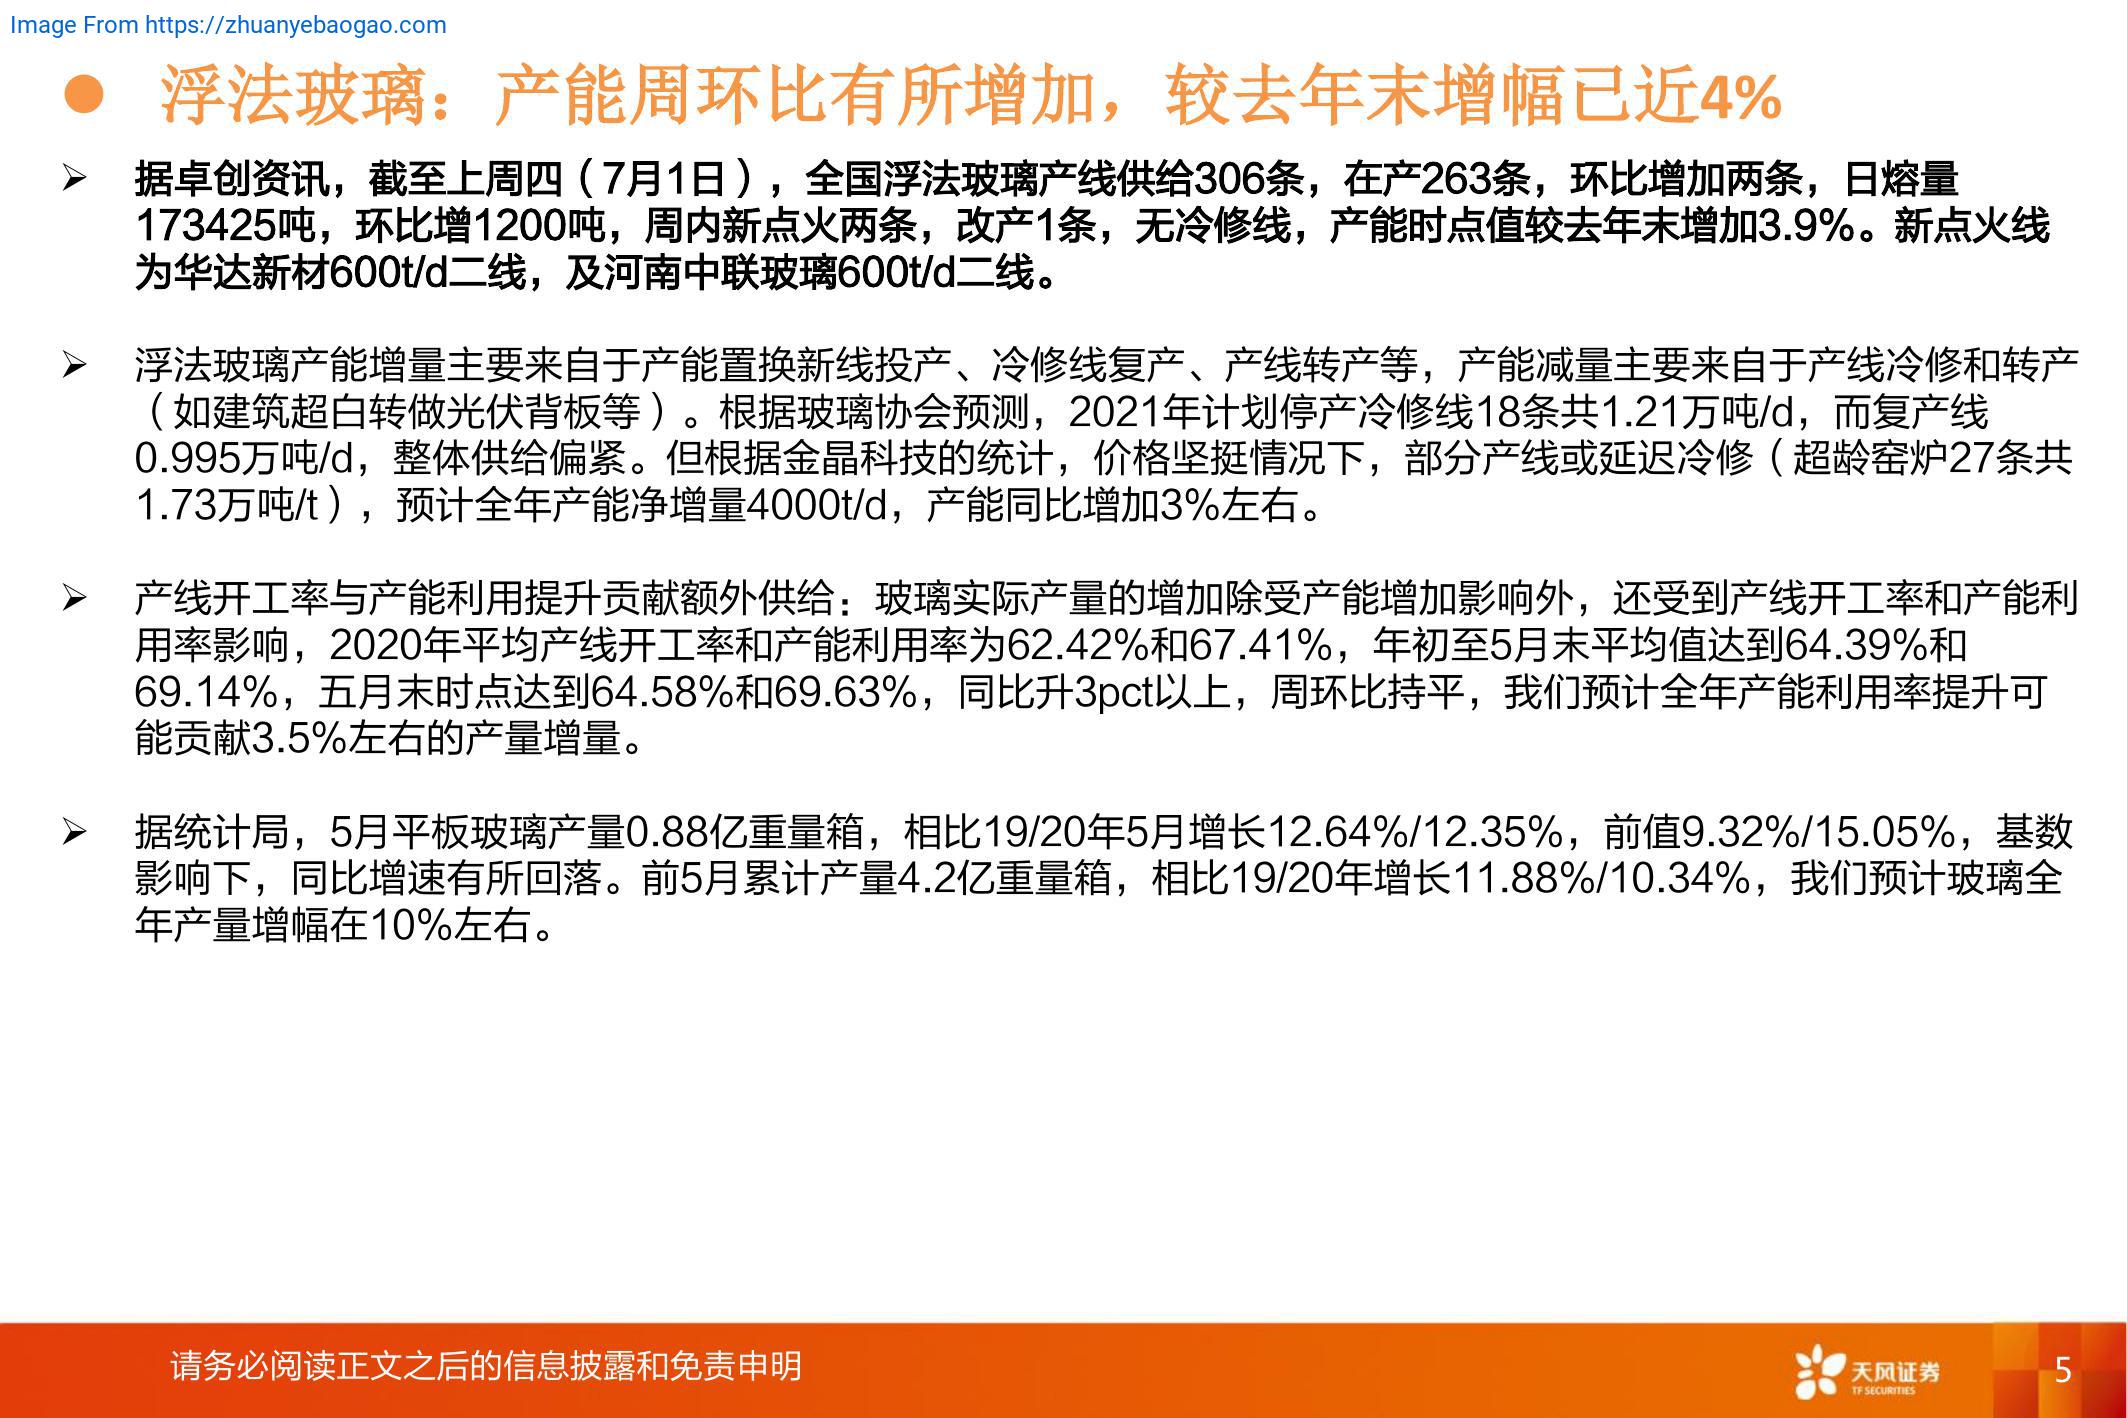 Image From https://zhuanyebaogao.com
● 浮法玻璃：产能周环比有所增加，较去年末增幅已近4%
➢ 据卓创资讯，截至上周四（7月1日），全国浮法玻璃产线供给306条，在产263条，环比增加两条，日熔量
173425吨，环比增1200吨，周内新点火两条，改产1条，无冷修线，产能时点值较去年末增加3.9%。新点火线
为华达新材600t/d二线，及河南中联玻璃600t/d二线。
➢ 浮法玻璃产能增量主要来自于产能置换新线投产、冷修线复产、产线转产等，产能减量主要来自于产线冷修和转产
（如建筑超白转做光伏背板等）。根据玻璃协会预测，2021年计划停产冷修线18条共1.21万吨/d，而复产线
0.995万吨/d，整体供给偏紧。但根据金晶科技的统计，价格坚挺情况下，部分产线或延迟冷修（超龄窑炉27条共
1.73万吨/t），预计全年产能净增量4000t/d，产能同比增加3%左右。
➢ 产线开工率与产能利用提升贡献额外供给：玻璃实际产量的增加除受产能增加影响外，还受到产线开工率和产能利
用率影响，2020年平均产线开工率和产能利用率为62.42%和67.41%，年初至5月末平均值达到64.39%和
69.14%，五月末时点达到64.58%和69.63%，同比升3pct以上，周环比持平，我们预计全年产能利用率提升可
能贡献3.5%左右的产量增量。
➢ 据统计局，5月平板玻璃产量0.88亿重量箱，相比19/20年5月增长12.64%/12.35%，前值9.32%/15.05%，基数
影响下，同比增速有所回落。前5月累计产量4.2亿重量箱，相比19/20年增长11.88%/10.34%，我们预计玻璃全
年产量增幅在10%左右。
请务必阅读正文之后的信息披露和免责申明
天风证券
TF SECURITIES
5